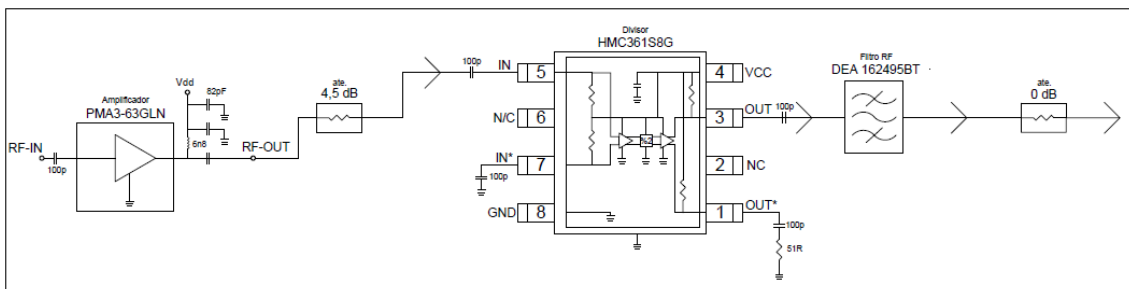 Amplificador
PMA3-63GLN
RF-IN
100p
Vdd
82pF
6n8
RF-OUT
ate.
4,5 dB
100p
Divisor
HMC361S8G
IN
5
N/C
6
IN*
7
100p
GND
8
4
VCC
3
OUT
100p
2
NC
1
OUT*
100p
51R
Filtro RF
DEA 162495BT
ate.
0 dB